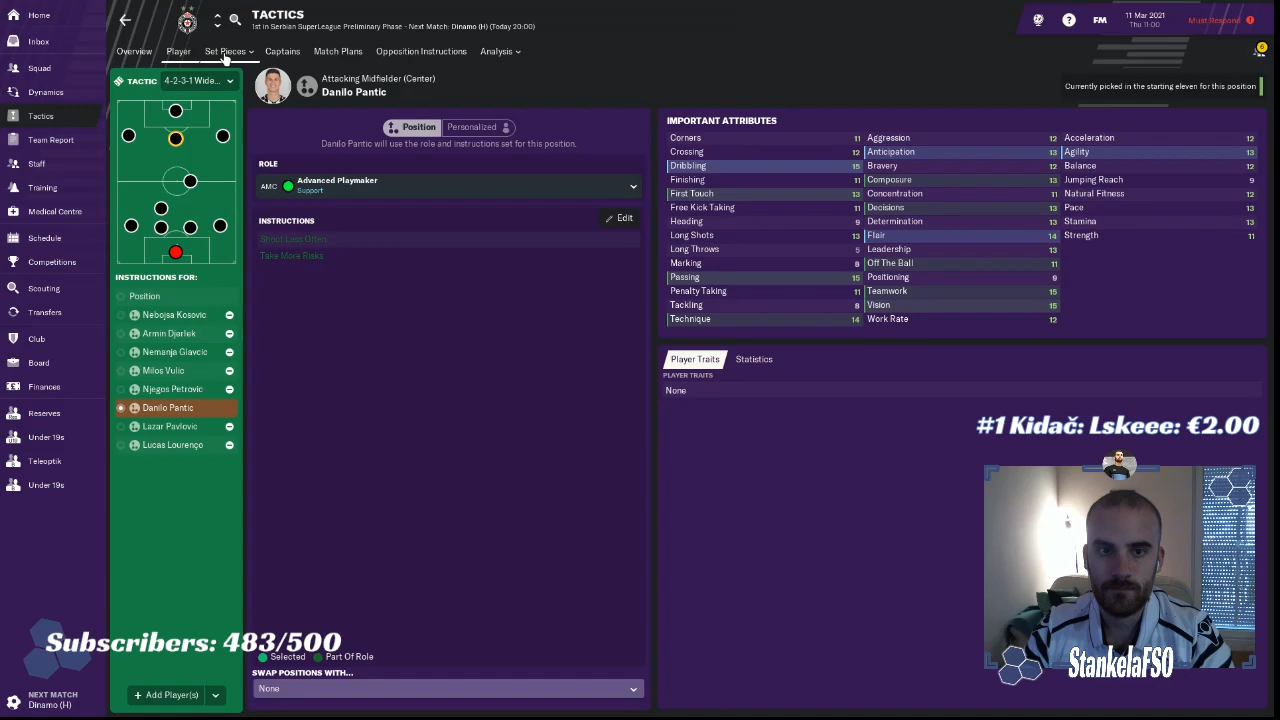 Home
Inbox
Squad
Dynamics
Tactics
Team Report
Staff
Training
Medical Centre
Schedule
Competitions
Scouting
Transfers
Club
Board
Finances
Reserves
Under 19s
Teleoptik
Under 19s
NEXT MATCH
Dinamo (H)
TACTICS
1st in Serbian SuperLeague Preliminary Phase - Next Match: Dinamo (H) (Today 20:00)
FM
11 Mar 2021
Thu 11:00
Must Respond
6
Overview Player Set Pieces Captains Match Plans Opposition Instructions Analysis
TACTIC 4-2-3-1 Wide...
INSTRUCTIONS FOR:
Position
Nebojsa Kosovic
Armin Djerlek
Nemanja Glavcic
Milos Vulic
Njegos Petrovic
Danilo Pantic
Lazar Pavlovic
Lucas Lourenço
Add Player(s)
Attacking Midfielder (Center)
Danilo Pantic
Currently picked in the starting eleven for this position
Position Personalized
Danilo Pantic will use the role and instructions set for this position.
ROLE
AMC Advanced Playmaker
Support
INSTRUCTIONS
Edit
Shoot Less Often
Take More Risks
Selected Part Of Role
SWAP POSITIONS WITH...
None
IMPORTANT ATTRIBUTES
Corners 11 Aggression 12 Acceleration 12
Crossing 12 Anticipation 13 Agility 13
Dribbling 15 Bravery 12 Balance 12
Finishing 11 Composure 13 Jumping Reach 9
First Touch 13 Concentration 11 Natural Fitness 12
Free Kick Taking 11 Decisions 13 Pace 13
Heading 9 Determination 13 Stamina 13
Long Shots 13 Flair 14 Strength 11
Long Throws 5 Leadership 13
Marking 8 Off The Ball 11
Passing 15 Positioning 9
Penalty Taking 11 Teamwork 15
Tackling 8 Vision 15
Technique 14 Work Rate 12
Player Traits Statistics
PLAYER TRAITS
None
#1 Kidač: Lskeee: €2.00
Subscribers: 483/500
StankelaFSO